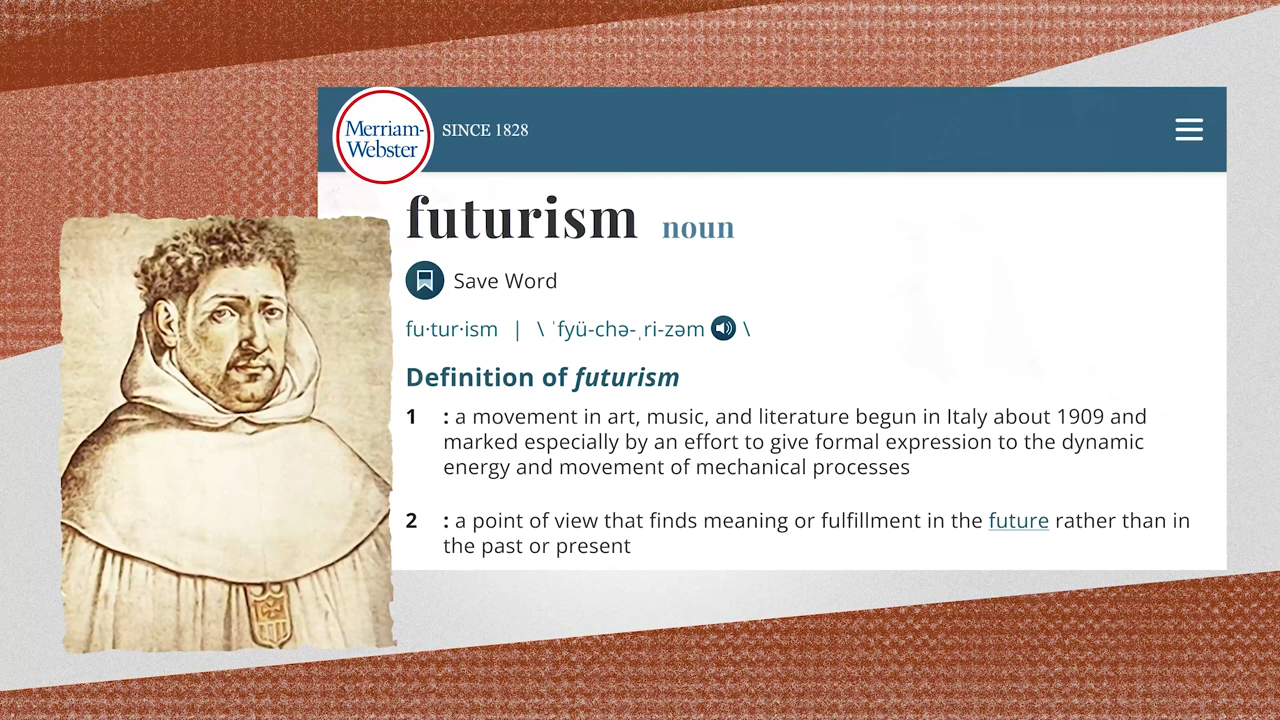 Merriam-
Webster
SINCE 1828
futurism noun
Save Word
fu·tur·ism | \ ˈfyü-chə-ˌri-zəm \
Definition of futurism
1 : a movement in art, music, and literature begun in Italy about 1909 and
marked especially by an effort to give formal expression to the dynamic
energy and movement of mechanical processes
2 : a point of view that finds meaning or fulfillment in the future rather than in
the past or present